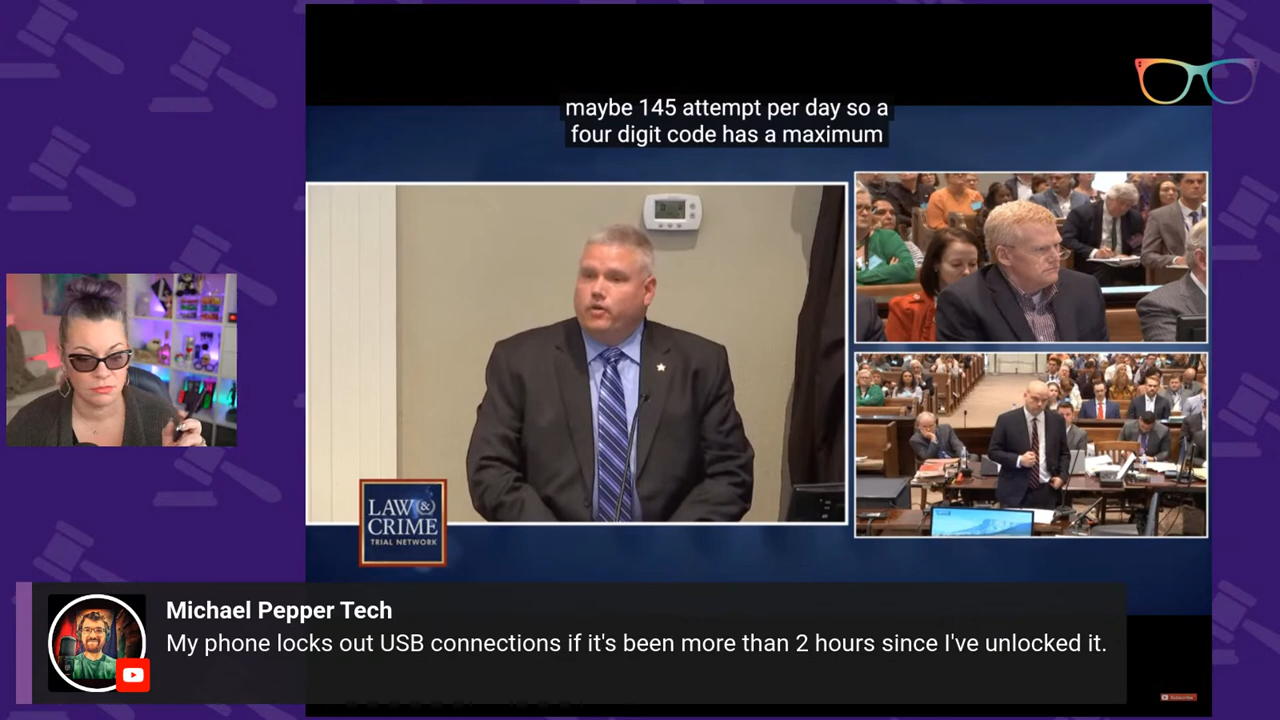 maybe 145 attempt per day so a
four digit code has a maximum
LAW &
CRIME
TRIAL NETWORK
Michael Pepper Tech
My phone locks out USB connections if it's been more than 2 hours since I've unlocked it.
Subscribe